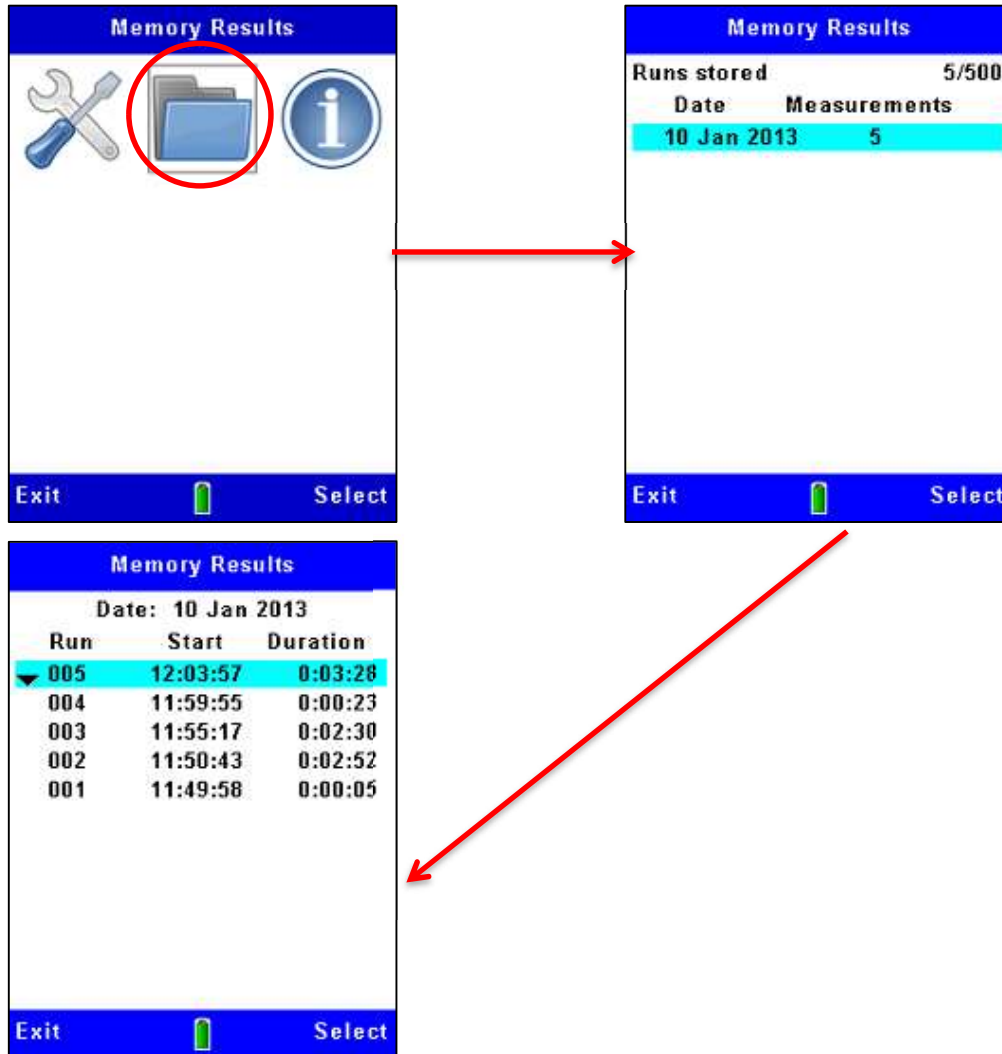 Memory Results
Exit Select
Memory Results
Runs stored 5/500
Date Measurements
10 Jan 2013 5
Exit Select
Memory Results
Date: 10 Jan 2013
Run Start Duration
005 12:03:57 0:03:28
004 11:59:55 0:00:23
003 11:55:17 0:02:30
002 11:50:43 0:02:52
001 11:49:58 0:00:05
Exit Select